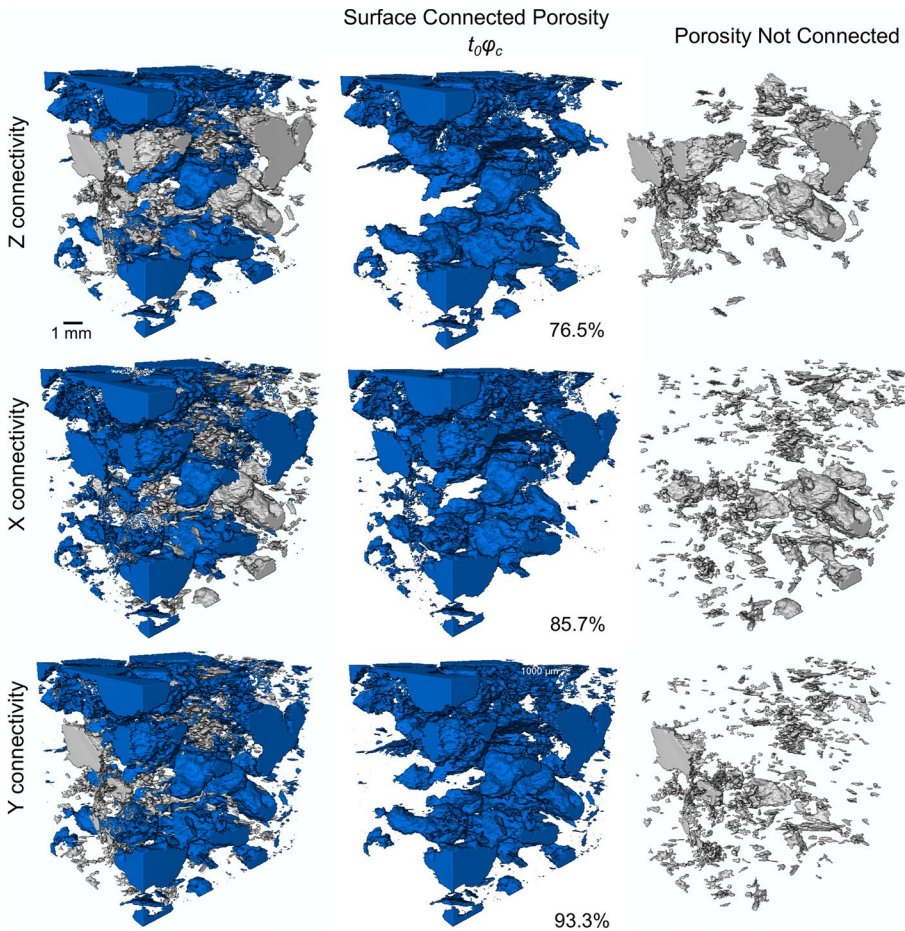 Surface Connected Porosity
t₀φ꜀
Porosity Not Connected
Z connectivity
1 mm
76.5%
X connectivity
85.7%
Y connectivity
1000 µm
93.3%